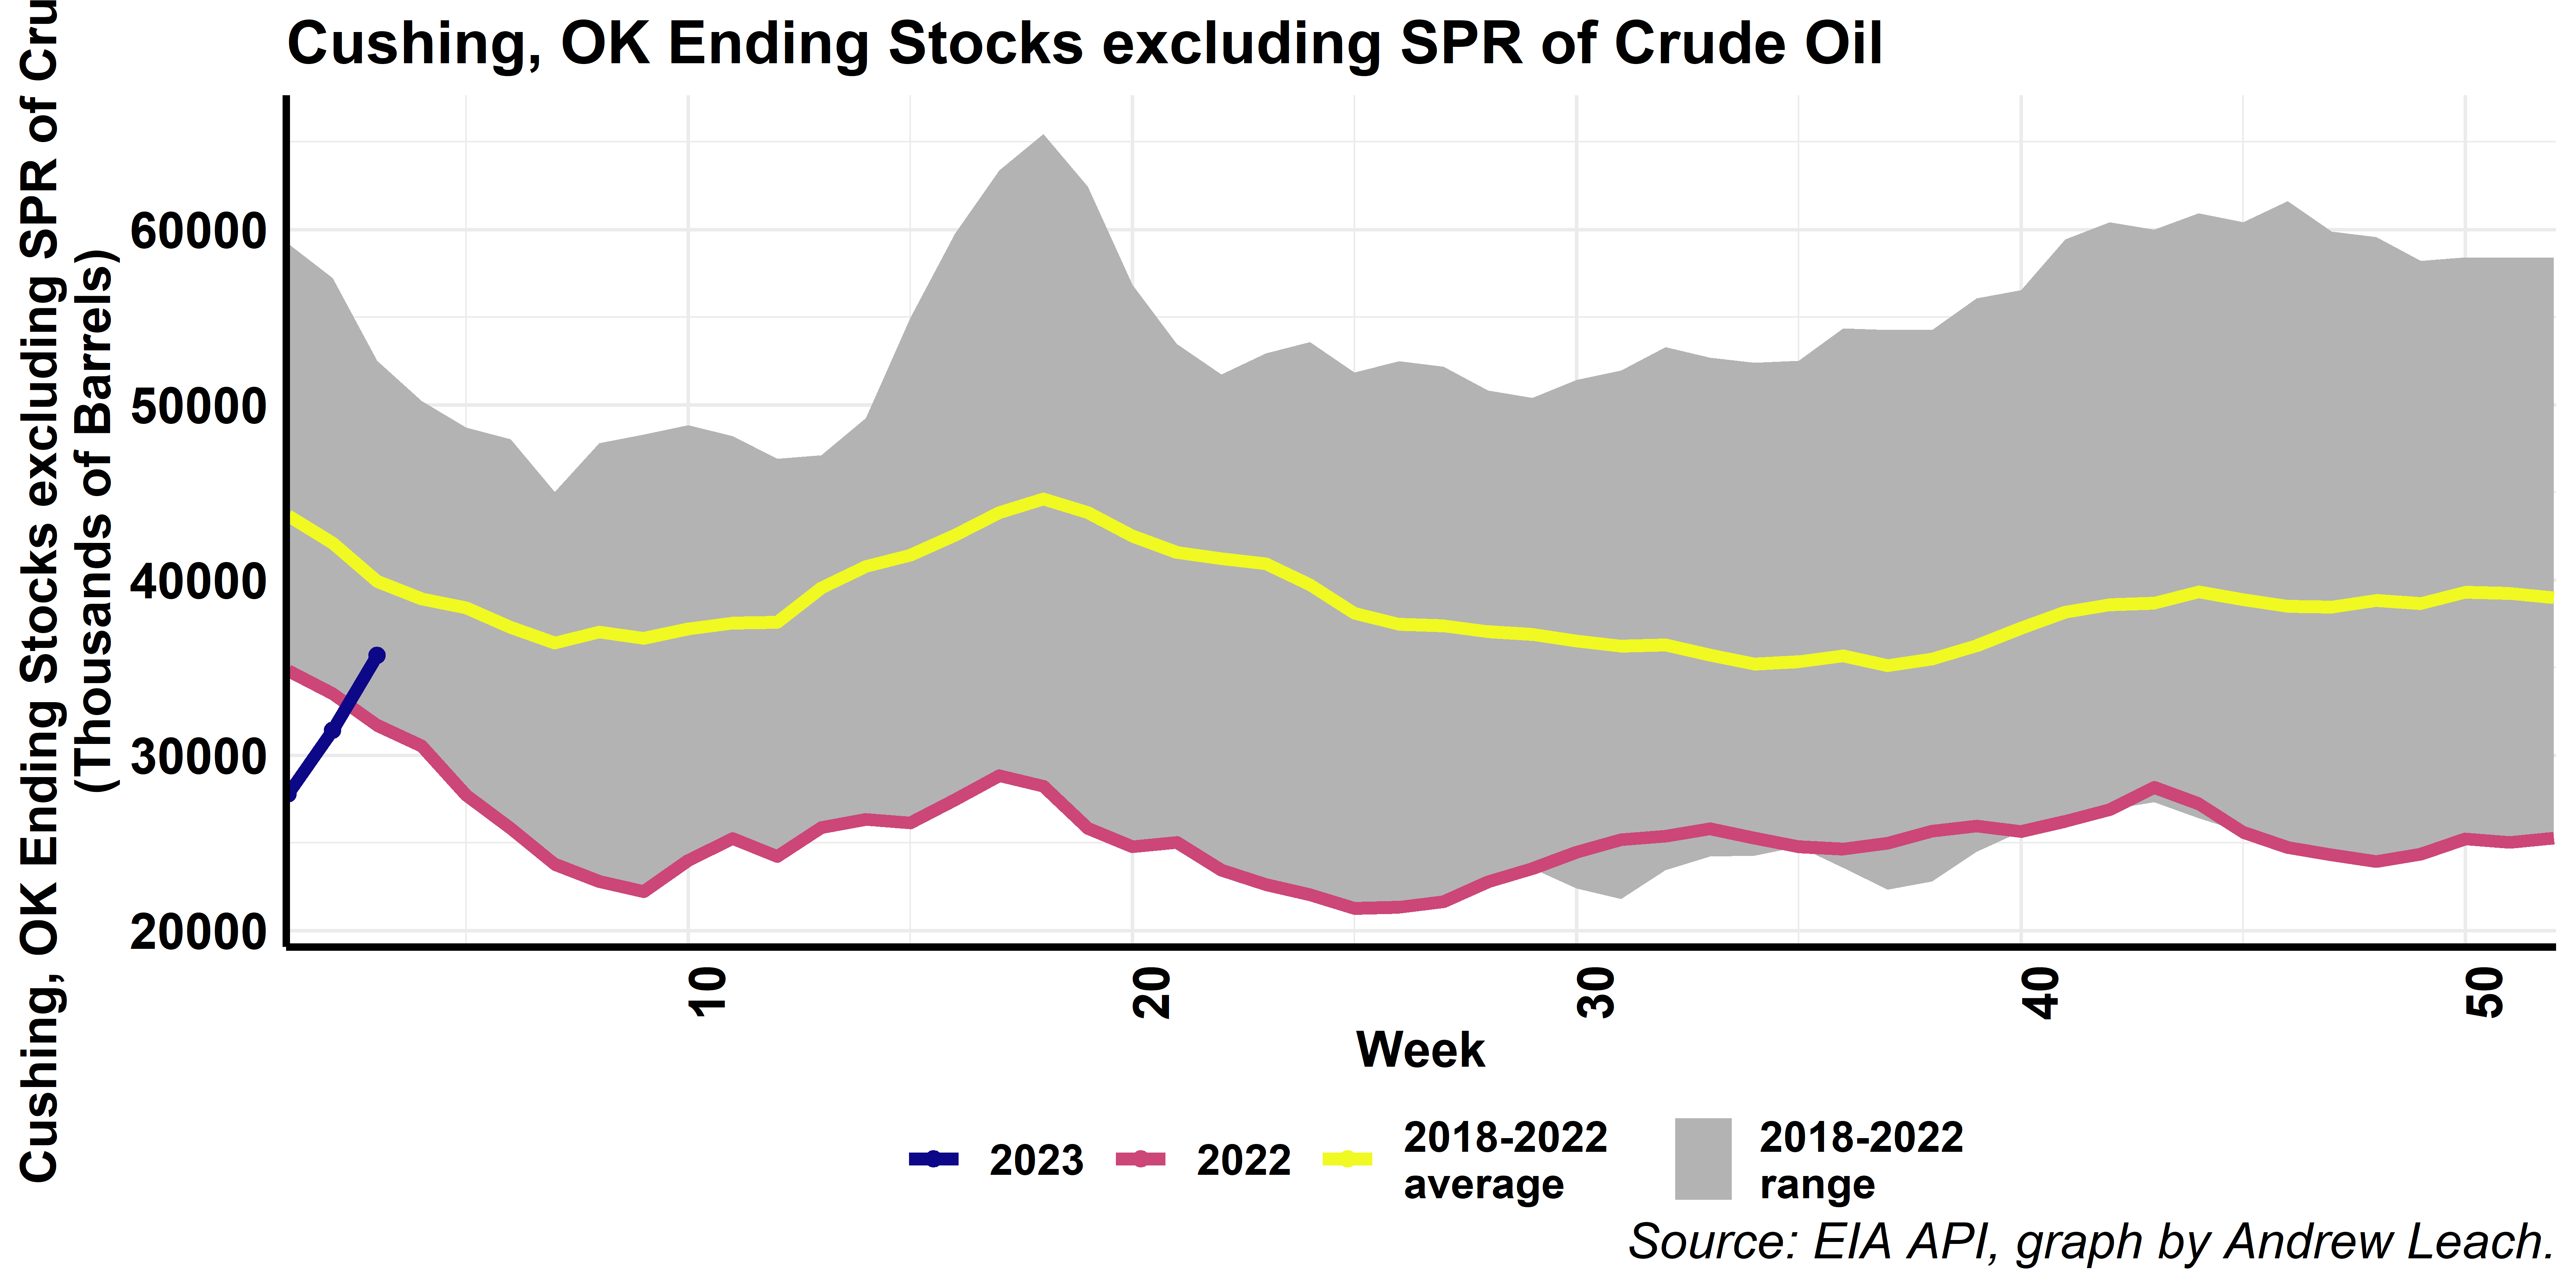 Cushing, OK Ending Stocks excluding SPR of Crude Oil
Cushing, OK Ending Stocks excluding SPR of Cru
(Thousands of Barrels)
60000
50000
40000
30000
20000
10
20
30
40
50
Week
2023
2022
2018-2022
average
2018-2022
range
Source: EIA API, graph by Andrew Leach.